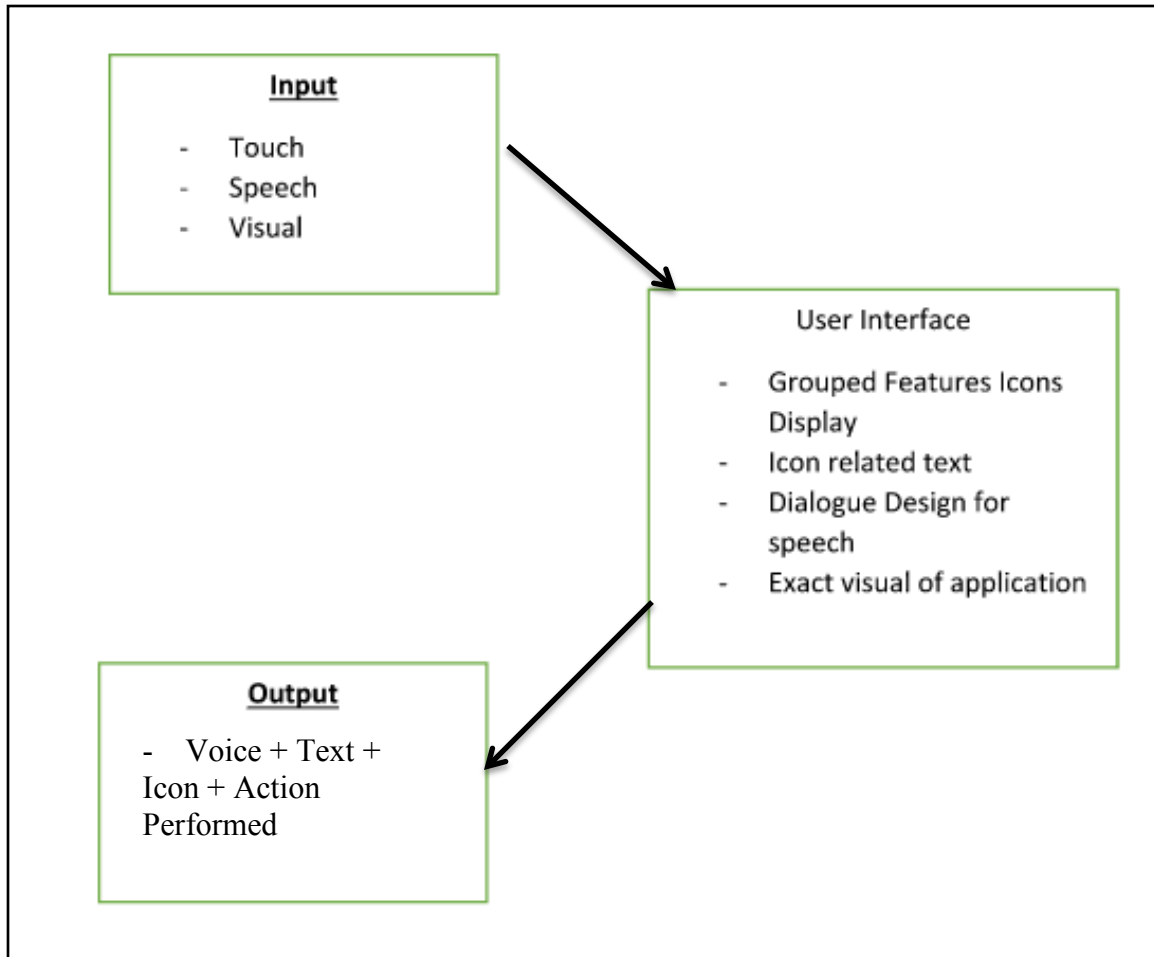 Input
- Touch
- Speech
- Visual
User Interface
- Grouped Features Icons
Display
- Icon related text
- Dialogue Design for
speech
- Exact visual of application
Output
- Voice + Text +
Icon + Action
Performed